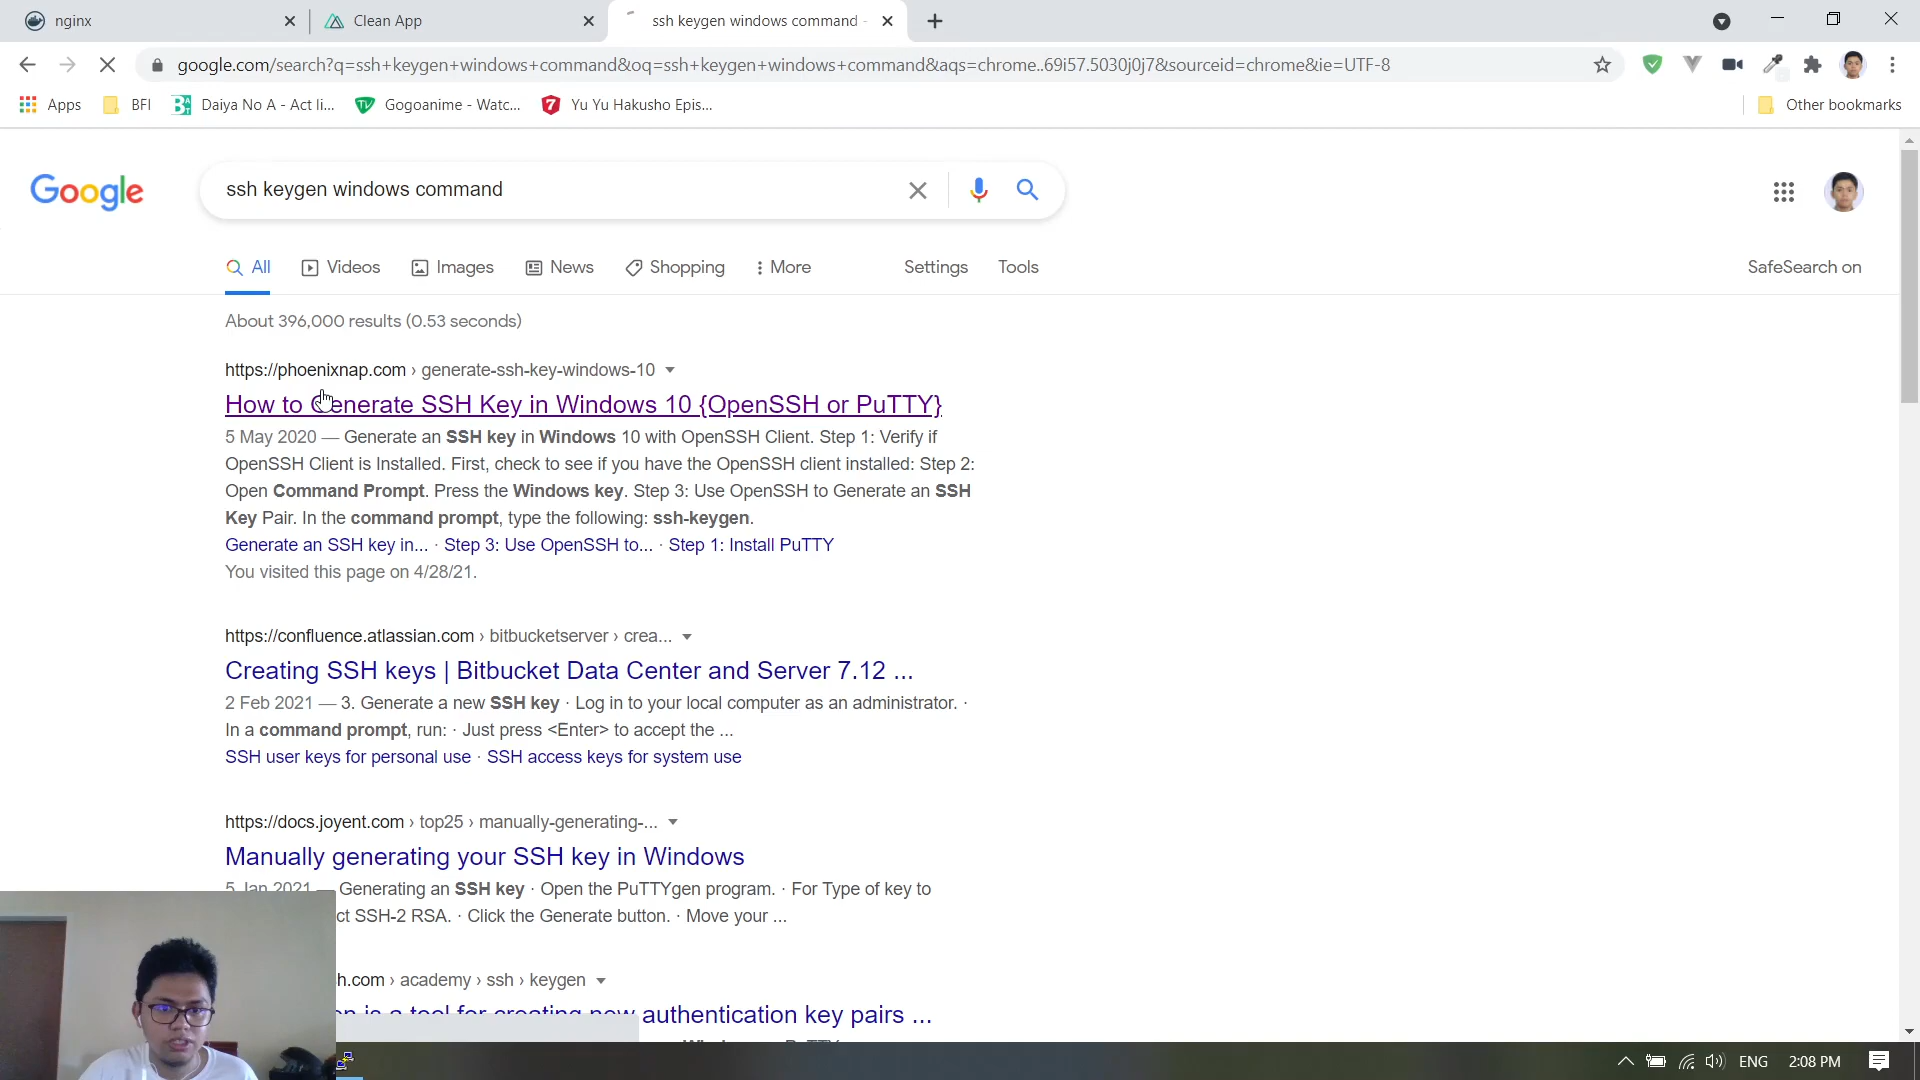 nginx
Clean App
ssh keygen windows command -
google.com/search?q=ssh+keygen+windows+command&oq=ssh+keygen+windows+command&aqs=chrome..69i57.5030j0j7&sourceid=chrome&ie=UTF-8
Apps
BFI
Daiya No A - Act li...
Gogoanime - Watc...
Yu Yu Hakusho Epis...
Other bookmarks
Google
ssh keygen windows command
All
Videos
Images
News
Shopping
More
Settings
Tools
SafeSearch on
About 396,000 results (0.53 seconds)
https://phoenixnap.com › generate-ssh-key-windows-10
How to Generate SSH Key in Windows 10 {OpenSSH or PuTTY}
5 May 2020 — Generate an SSH key in Windows 10 with OpenSSH Client. Step 1: Verify if
OpenSSH Client is Installed. First, check to see if you have the OpenSSH client installed: Step 2:
Open Command Prompt. Press the Windows key. Step 3: Use OpenSSH to Generate an SSH
Key Pair. In the command prompt, type the following: ssh-keygen.
Generate an SSH key in... · Step 3: Use OpenSSH to... · Step 1: Install PuTTY
You visited this page on 4/28/21.
https://confluence.atlassian.com › bitbucketserver › crea...
Creating SSH keys | Bitbucket Data Center and Server 7.12 ...
2 Feb 2021 — 3. Generate a new SSH key · Log in to your local computer as an administrator. ·
In a command prompt, run: · Just press <Enter> to accept the ...
SSH user keys for personal use · SSH access keys for system use
https://docs.joyent.com › top25 › manually-generating-...
Manually generating your SSH key in Windows
5 Jan 2021 — Generating an SSH key · Open the PuTTYgen program. · For Type of key to
ct SSH-2 RSA. · Click the Generate button. · Move your ...
h.com › academy › ssh › keygen
is a tool for creating new authentication key pairs ...
ENG
2:08 PM